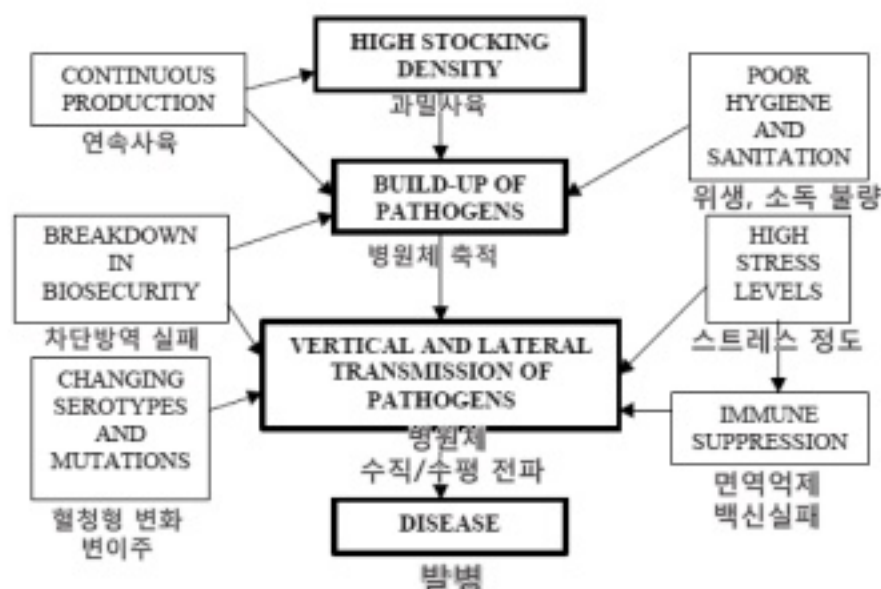 HIGH STOCKING
DENSITY
과밀사육
CONTINUOUS
PRODUCTION
연속사육
POOR
HYGIENE
AND
SANITATION
위생, 소독 불량
BUILD-UP OF
PATHOGENS
병원체 축적
BREAKDOWN
IN
BIOSECURITY
차단방역 실패
HIGH
STRESS
LEVELS
스트레스 정도
VERTICAL AND LATERAL
TRANSMISSION OF
PATHOGENS
병원체
수직/수평 전파
CHANGING
SEROTYPES
AND
MUTATIONS
혈청형 변화
변이주
IMMUNE
SUPPRESSION
면역억제
백신실패
DISEASE
발병